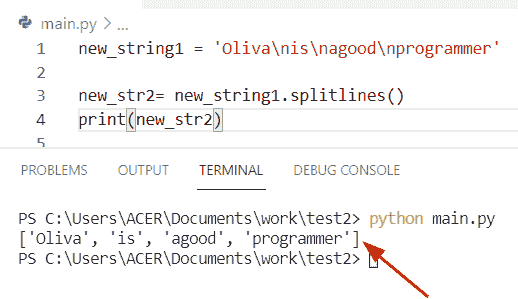 main.py > ...
1 new_string1 = 'Oliva\nis\nagood\nprogrammer'
2
3 new_str2= new_string1.splitlines()
4 print(new_str2)
5
PROBLEMS OUTPUT TERMINAL DEBUG CONSOLE
PS C:\Users\ACER\Documents\work\test2> python main.py
['Oliva', 'is', 'agood', 'programmer']
PS C:\Users\ACER\Documents\work\test2>